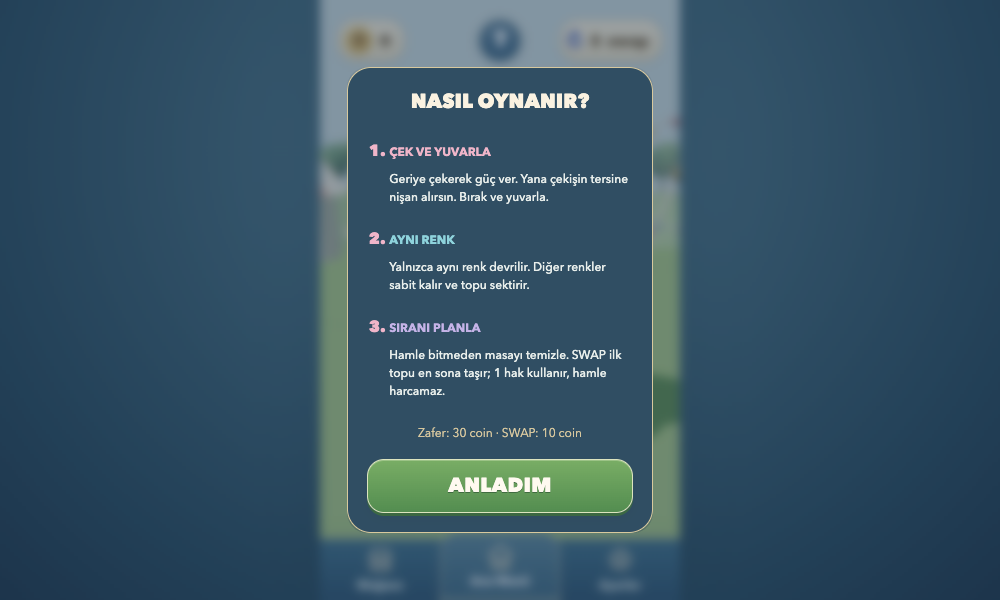 NASIL OYNANIR?
1. ÇEK VE YUVARLA
Geriye çekerek güç ver. Yana çekişin tersine
nişan alırsın. Bırak ve yuvarla.
2. AYNI RENK
Yalnızca aynı renk devrilir. Diğer renkler
sabit kalır ve topu sektirir.
3. SIRANI PLANLA
Hamle bitmeden masayı temizle. SWAP ilk
topu en sona taşır; 1 hak kullanır, hamle
harcamaz.
Zafer: 30 coin · SWAP: 10 coin
ANLADIM